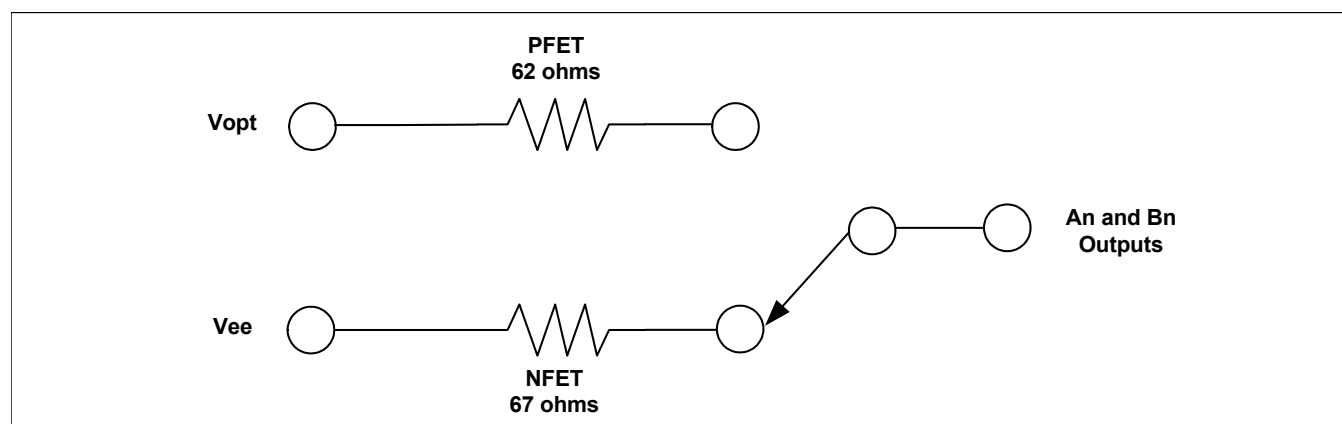 PFET
62 ohms
Vopt
An and Bn
Outputs
Vee
NFET
67 ohms